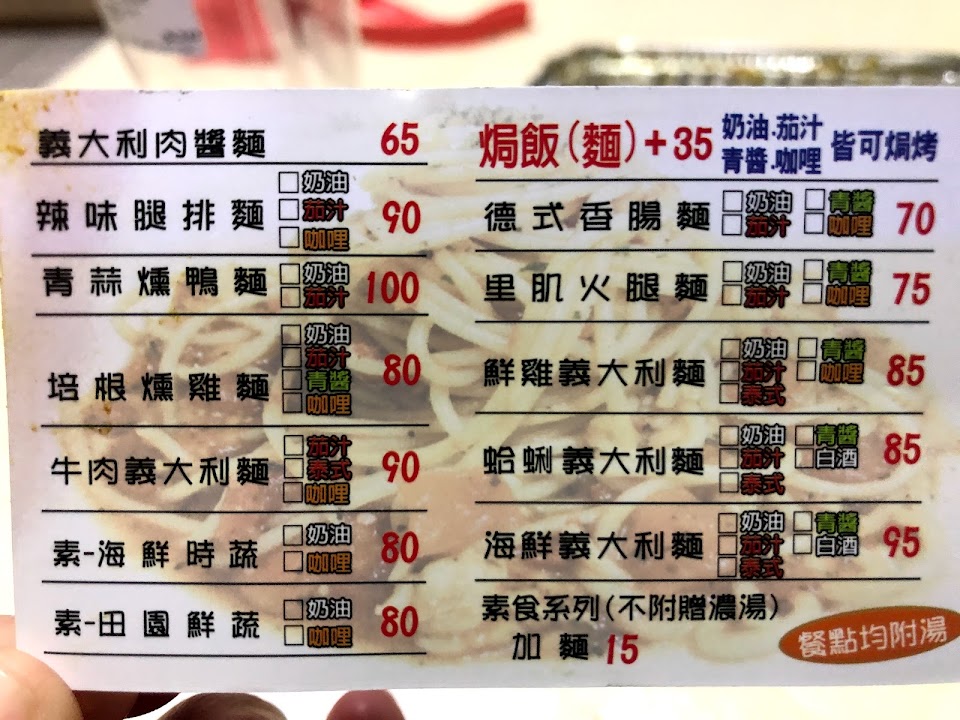 義大利肉醬麵 65
辣味腿排麵 □奶油 □茄汁 □咖哩 90
青蒜燻鴨麵 □奶油 □茄汁 100
培根燻雞麵 □奶油 □茄汁 □青醬 □咖哩 80
牛肉義大利麵 □茄汁 □泰式 □咖哩 90
素-海鮮時蔬 □奶油 □咖哩 80
素-田園鮮蔬 □奶油 □咖哩 80
焗飯(麵)+35 奶油.茄汁 青醬.咖哩 皆可焗烤
德式香腸麵 □奶油 □青醬 □茄汁 □咖哩 70
里肌火腿麵 □奶油 □青醬 □茄汁 □咖哩 75
鮮雞義大利麵 □奶油 □青醬 □茄汁 □咖哩 □泰式 85
蛤蜊義大利麵 □奶油 □青醬 □茄汁 □白酒 □泰式 85
海鮮義大利麵 □奶油 □青醬 □茄汁 □白酒 □泰式 95
素食系列(不附贈濃湯)
加麵 15
餐點均附湯